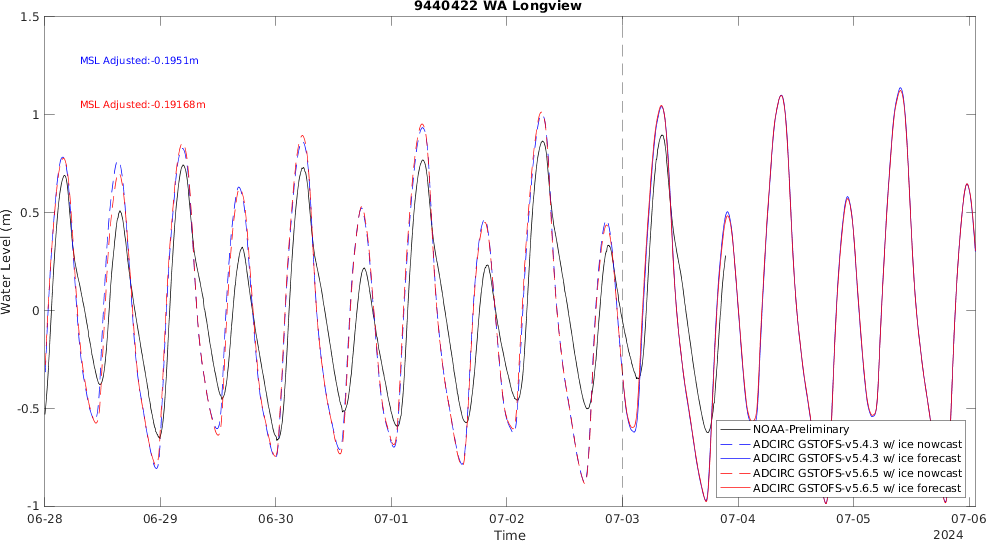 9440422 WA Longview
MSL Adjusted:-0.1951m
MSL Adjusted:-0.19168m
1.5
1
0.5
0
-0.5
-1
Water Level (m)
NOAA-Preliminary
ADCIRC GSTOFS-v5.4.3 w/ ice nowcast
ADCIRC GSTOFS-v5.4.3 w/ ice forecast
ADCIRC GSTOFS-v5.6.5 w/ ice nowcast
ADCIRC GSTOFS-v5.6.5 w/ ice forecast
06-28 06-29 06-30 07-01 07-02 07-03 07-04 07-05 07-06
Time
2024